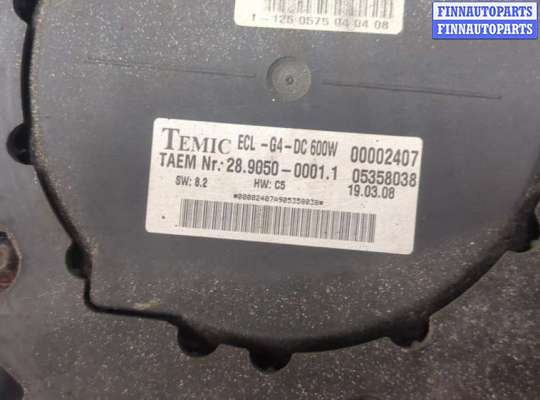 FINNAUTOPARTS
FINNAUTOPARTS
1-125 0575 04 04 08
TEMIC ECL -G4-DC 600W 00002407
TAEM Nr.: 28.9050-0001.1 05358038
SW: 8.2 HW: C5 19.03.08
*00002407A905358038*